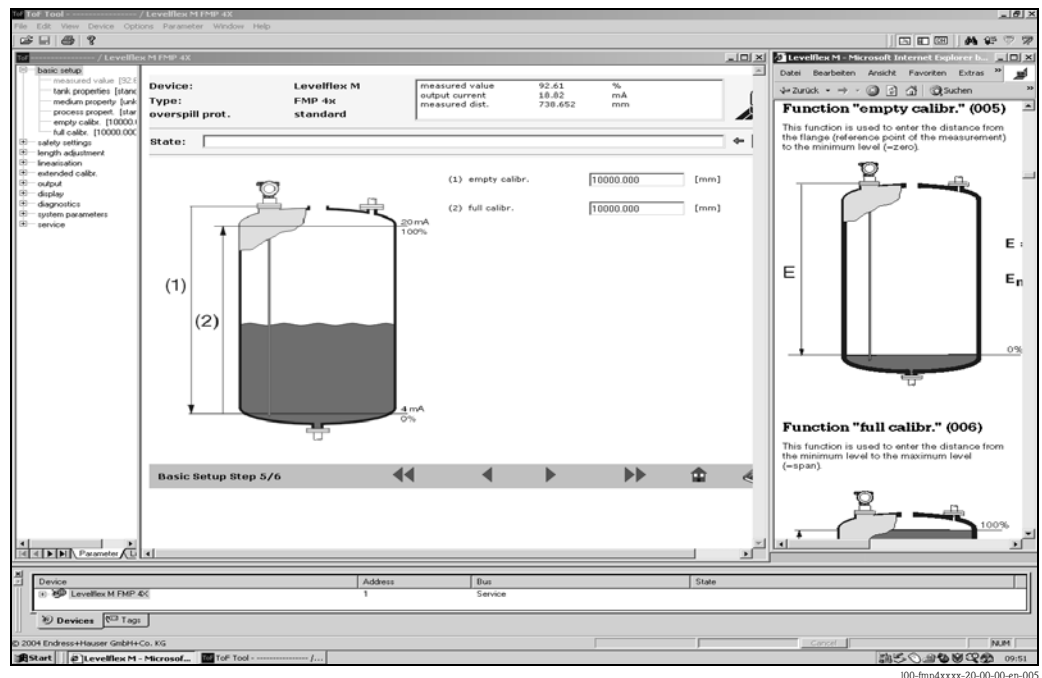 ToF Tool - ---------------- / Levelflex M FMP 4X
File Edit View Device Options Parameter Window Help
---------------- / Levelflex M FMP 4X
basic setup
measured value [92.6
tank properties [stanc
medium property [unk
process propert. [star
empty calibr. [10000.(
full calibr. [10000.00C
safety settings
length adjustment
linearisation
extended calibr.
output
display
diagnostics
system parameters
service
Parameter
Device: Levelflex M
Type: FMP 4x
overspill prot. standard
measured value 92.61 %
output current 18.82 mA
measured dist. 738.652 mm
State:
(1) empty calibr. 10000.000 [mm]
(2) full calibr. 10000.000 [mm]
20 mA
100%
(1)
(2)
4 mA
0%
Basic Setup Step 5/6
Levelflex M - Microsoft Internet Explorer b...
Datei Bearbeiten Ansicht Favoriten Extras »
Zurück Suchen »
Function "empty calibr." (005)
This function is used to enter the distance from
the flange (reference point of the measurement)
to the minimum level (=zero).
E
E
E
0%
Function "full calibr." (006)
This function is used to enter the distance from
the minimum level to the maximum level
(=span).
100%
Device Address Bus State
Levelflex M FMP 4X 1 Service
Devices Tags
© 2004 Endress+Hauser GmbH+Co. KG
Cancel
NUM
Start Levelflex M - Microsof... ToF Tool - ---------------- /...
09:51
100-fmp4xxxx-20-00-00-en-005